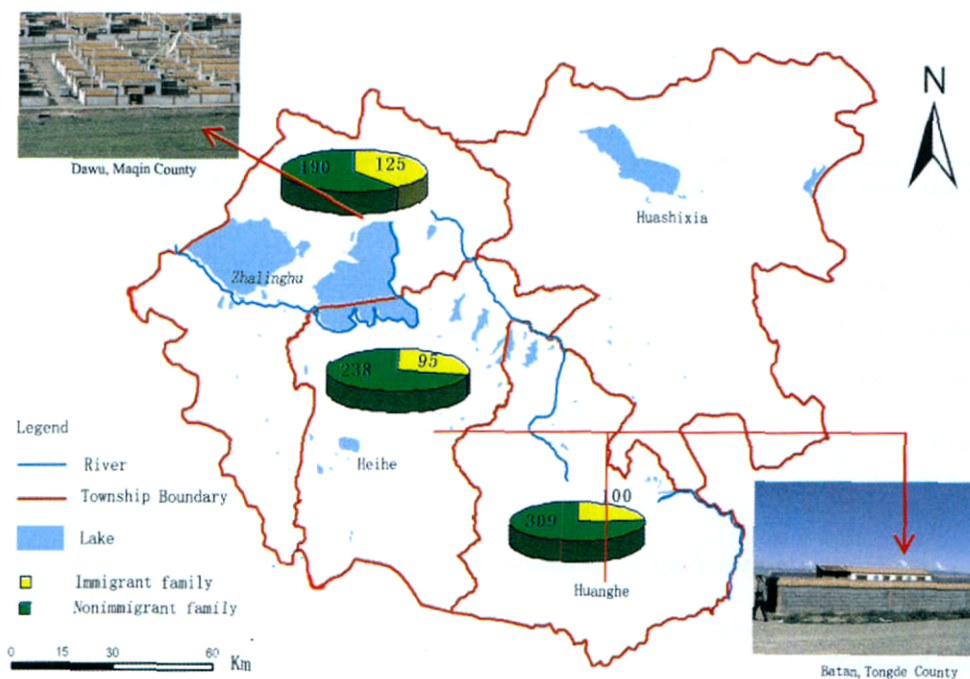 N
Dawu, Maqin County
190
125
Huashixia
Zhalinghu
238
95
Heihe
309
100
Huanghe
Legend
River
Township Boundary
Lake
Immigrant family
Nonimmigrant family
0 15 30 60 Km
Batan, Tongde County